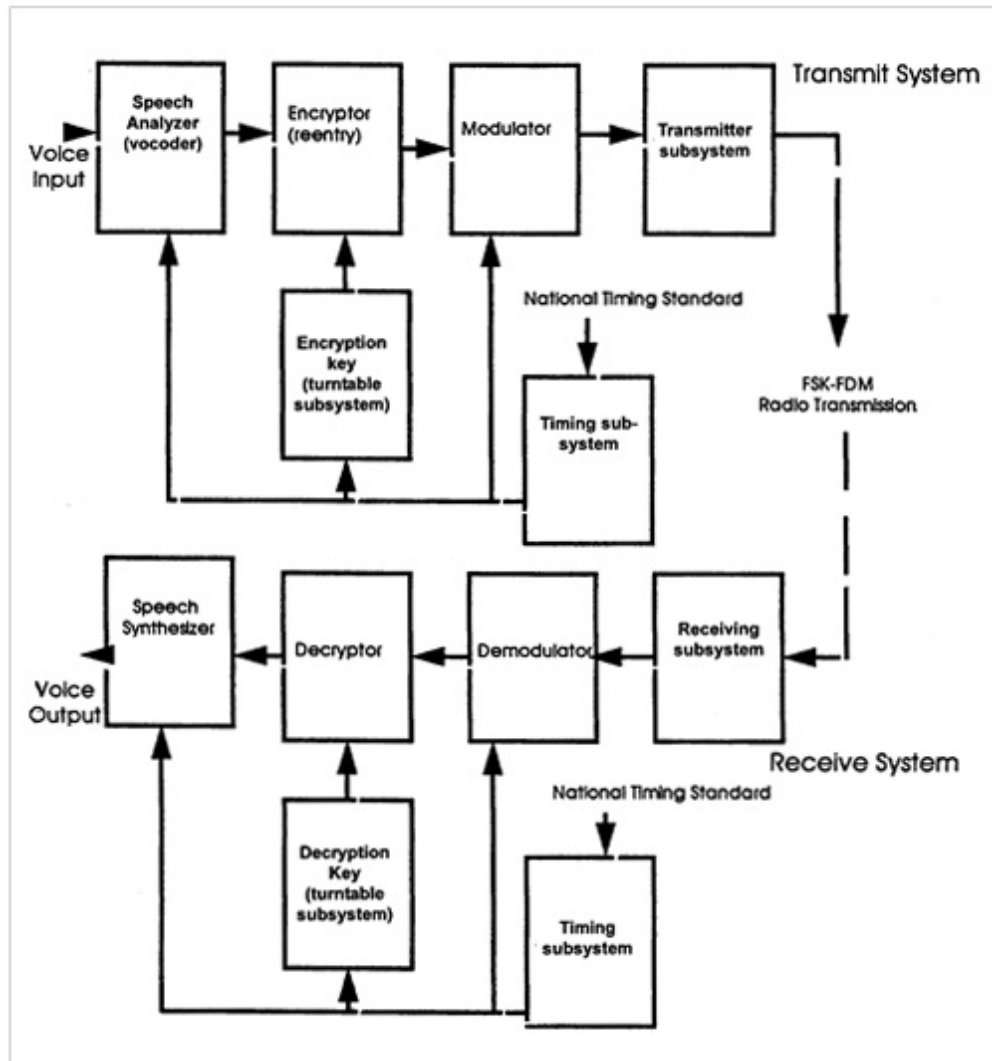 Transmit System
Voice
Input
Speech
Analyzer
(vocoder)
Encryptor
(reentry)
Modulator
Transmitter
subsystem
Encryption
key
(turntable
subsystem)
National Timing Standard
Timing sub-
system
FSK-FDM
Radio Transmission
Speech
Synthesizer
Voice
Output
Decryptor
Demodulator
Receiving
subsystem
Receive System
Decryption
Key
(turntable
subsystem)
National Timing Standard
Timing
subsystem